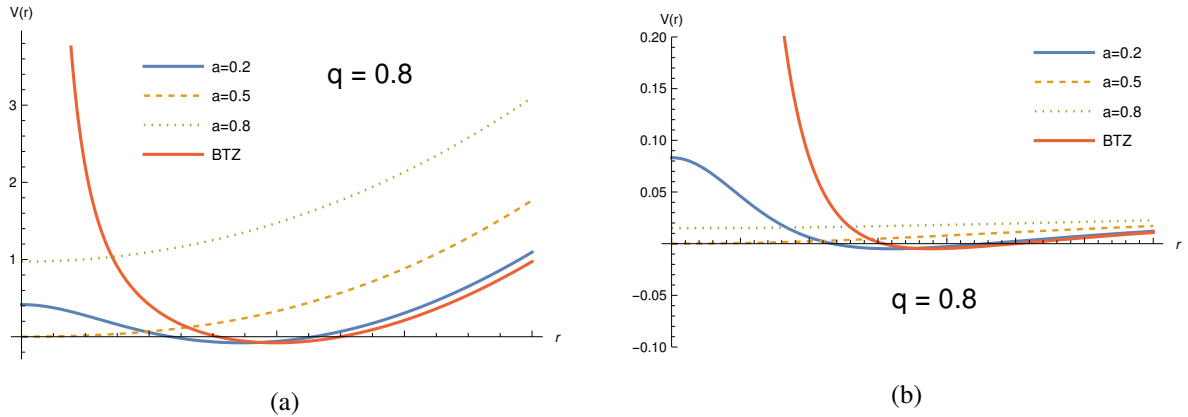 V(r)
3
2
1
r
a=0.2
a=0.5
a=0.8
BTZ
q = 0.8
(a)
V(r)
0.20
0.15
0.10
0.05
r
−0.05
−0.10
a=0.2
a=0.5
a=0.8
BTZ
q = 0.8
(b)